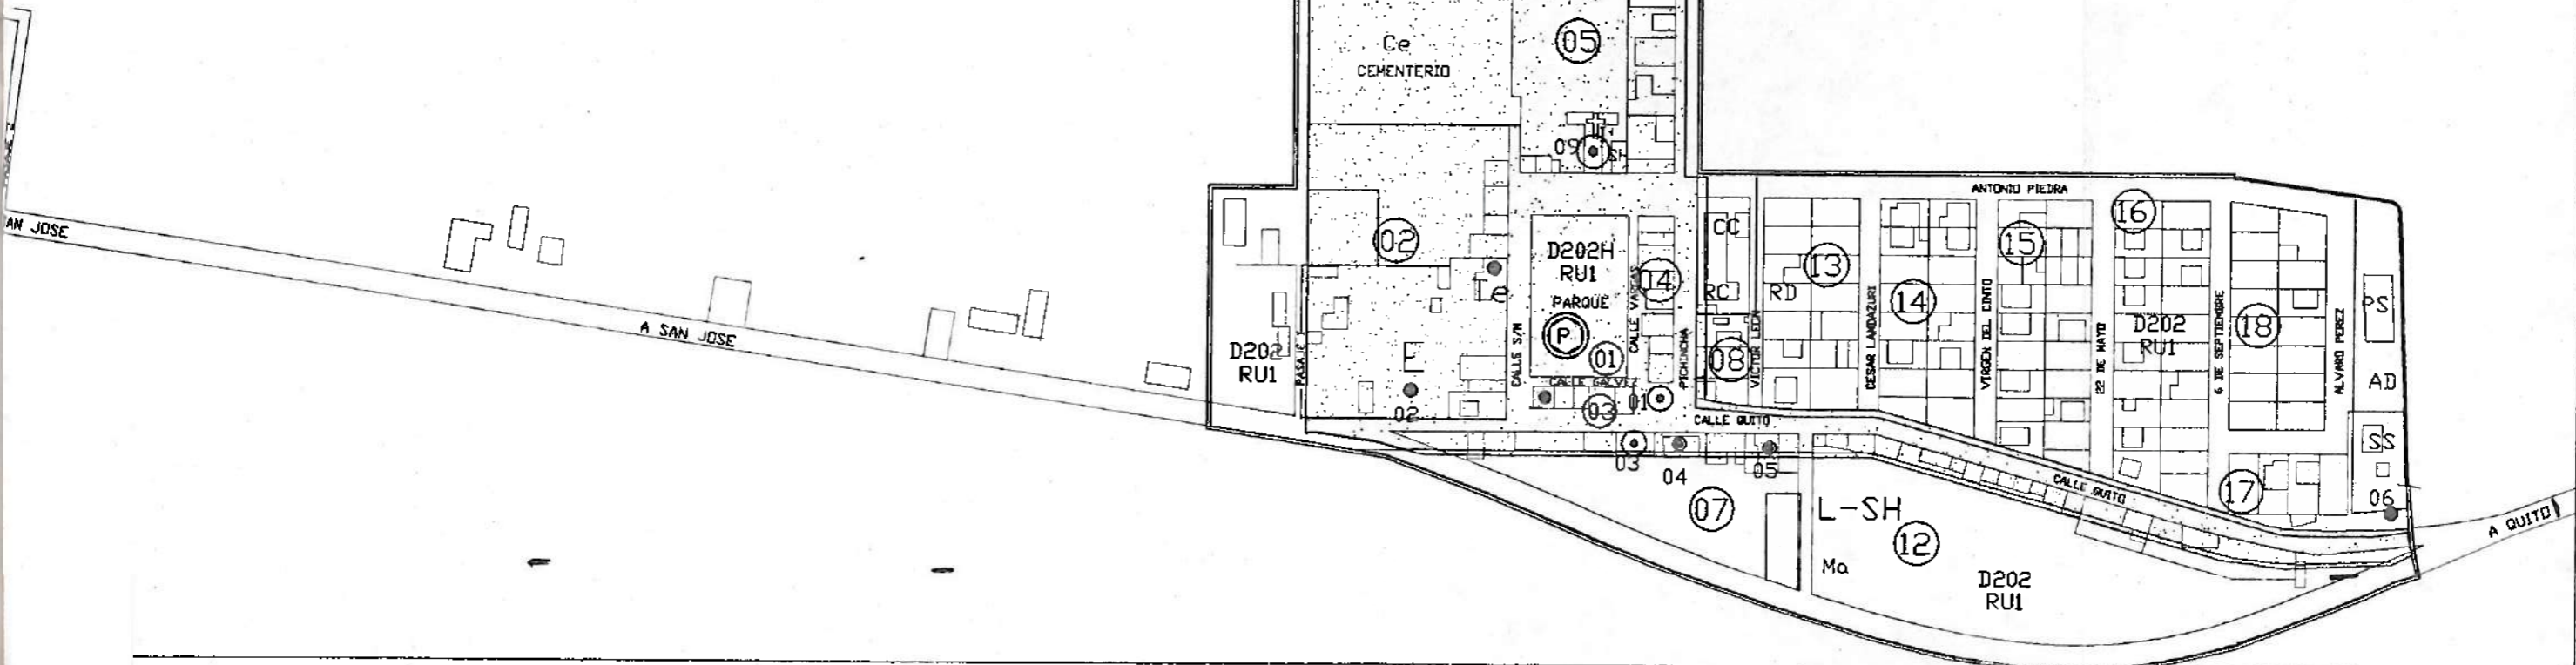 Ce
CEMENTERIO
05
09
SH
ANTONIO PIEDRA
AN JOSE
02
D202H
RU1
PARQUE
P
01
CALLE VARGAS
04
CC
RC
RD
13
14
15
16
18
PS
AD
SS
Te
E
02
A SAN JOSE
D202
RU1
PASAJE 1
CALLE S/N
CALLE GALVEZ
03
01
PICHINCHA
08
VICTOR LEON
CESAR LANDAZURI
VIRGEN DEL CINTO
22 DE MAYO
D202
RU1
6 DE SEPTIEMBRE
ALVARO PEREZ
CALLE QUITO
03
04
05
07
L-SH
12
Ma
CALLE QUITO
17
06
A QUITO
D202
RU1